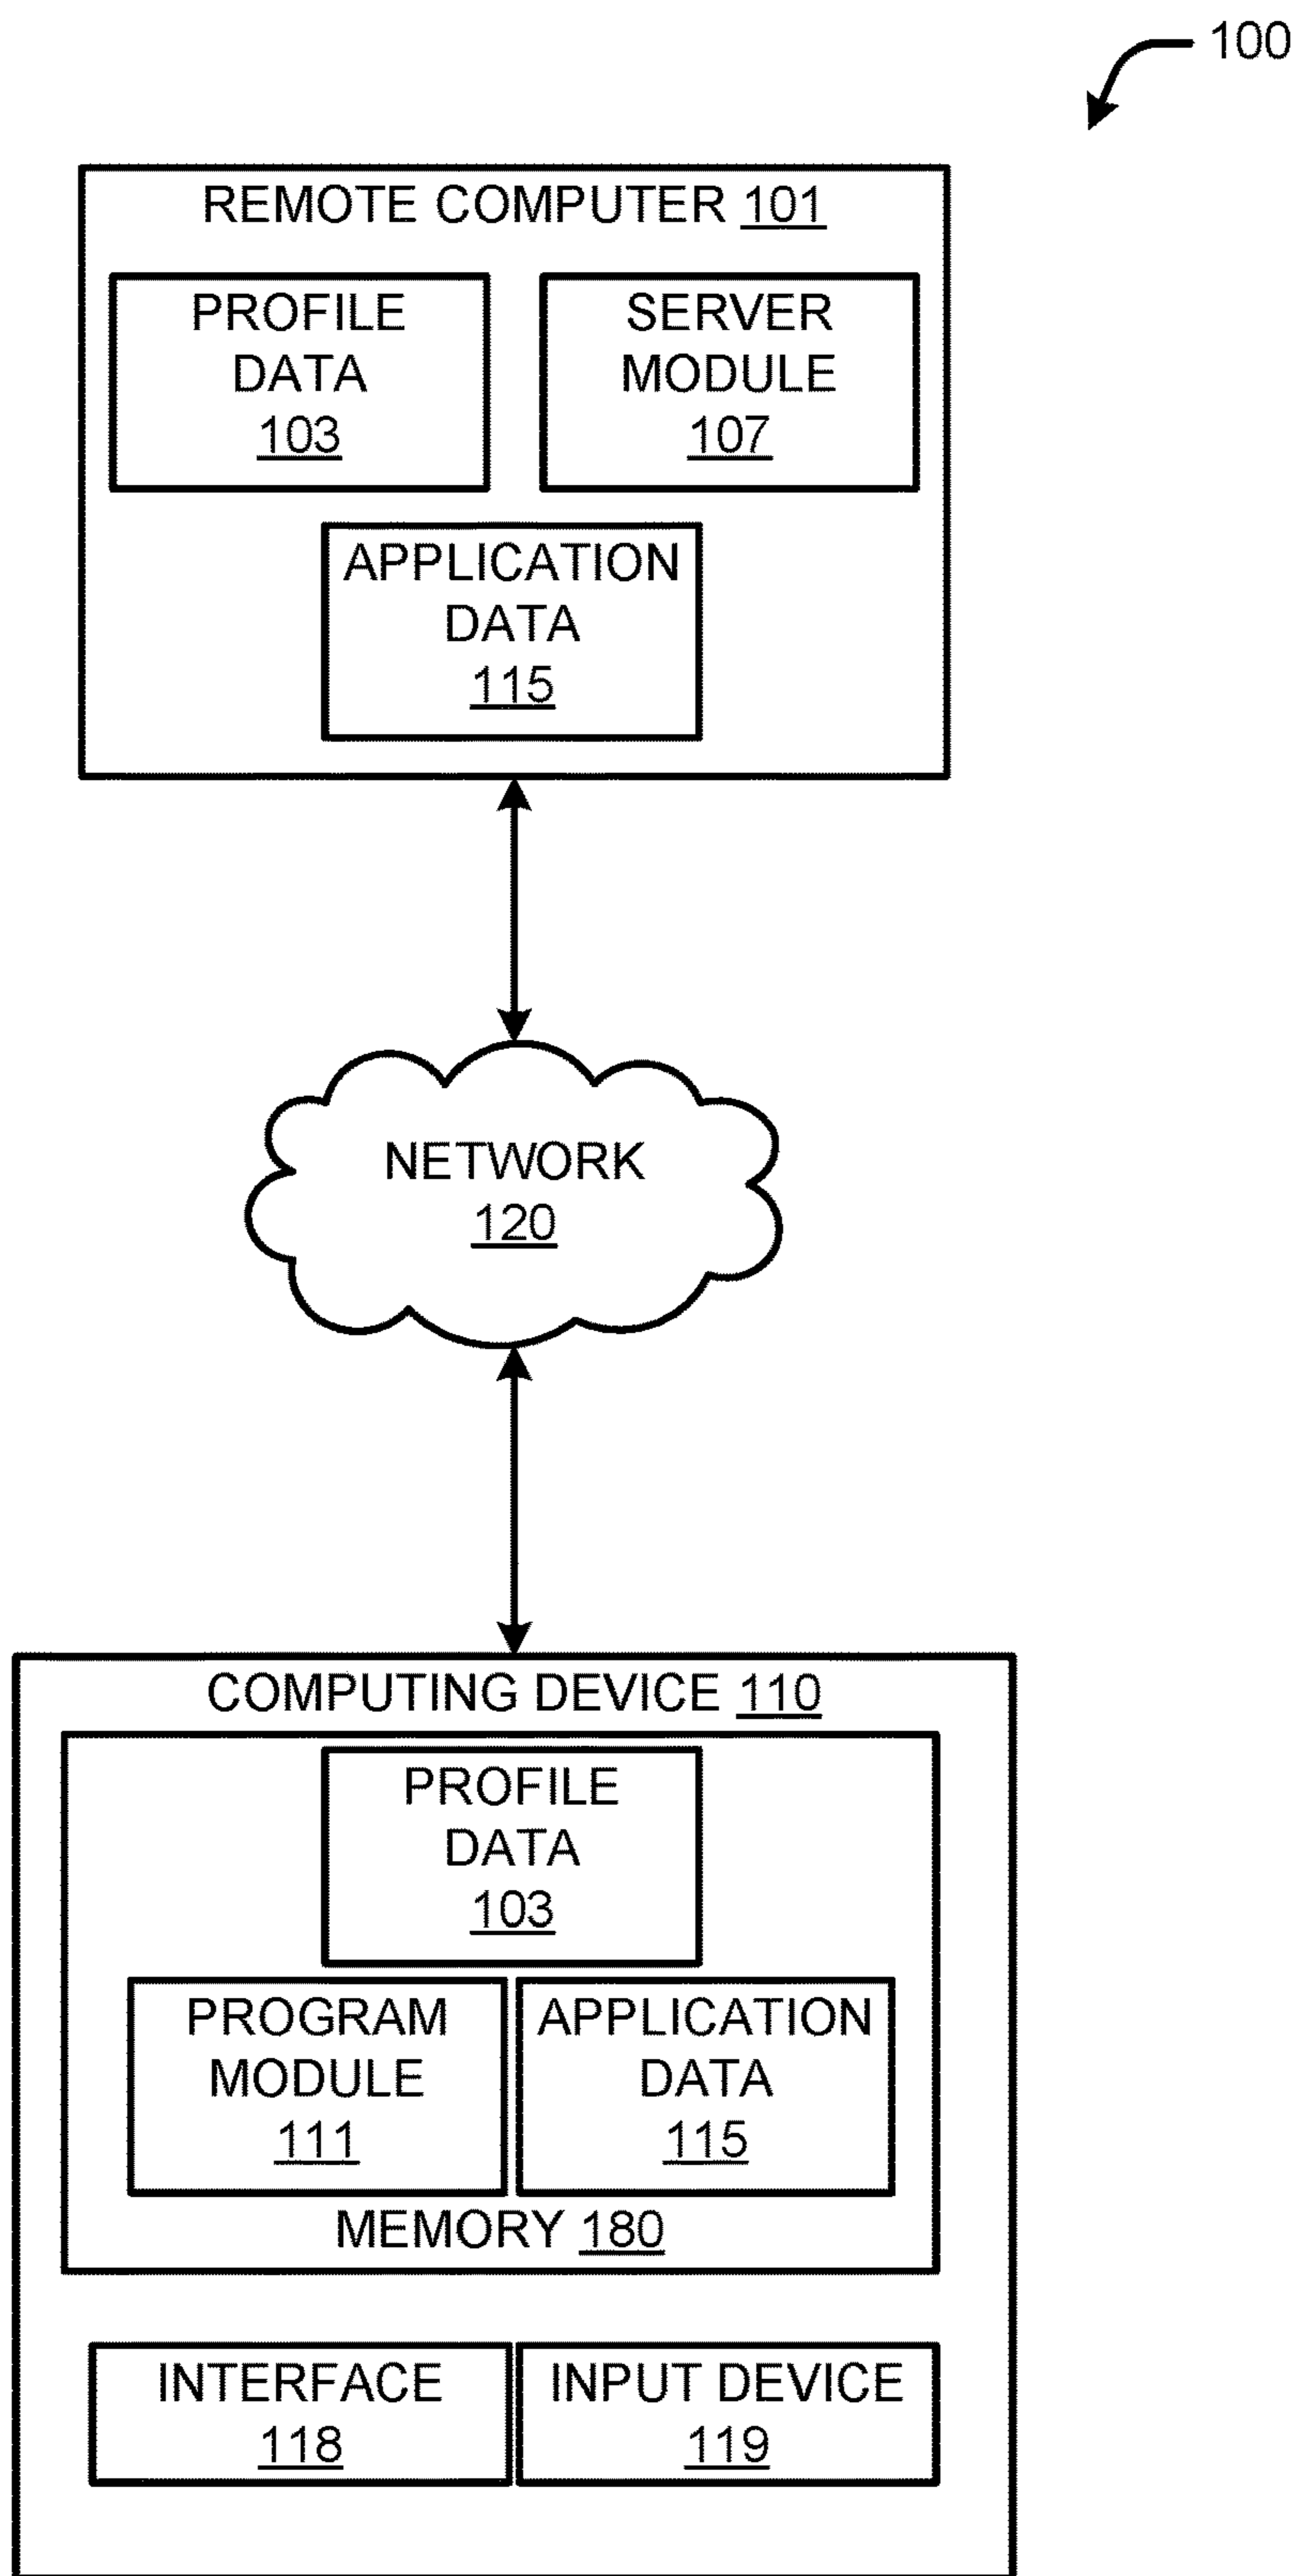 100
REMOTE COMPUTER 101
PROFILE
DATA
103
SERVER
MODULE
107
APPLICATION
DATA
115
NETWORK
120
COMPUTING DEVICE 110
PROFILE
DATA
103
PROGRAM
MODULE
111
APPLICATION
DATA
115
MEMORY 180
INTERFACE
118
INPUT DEVICE
119